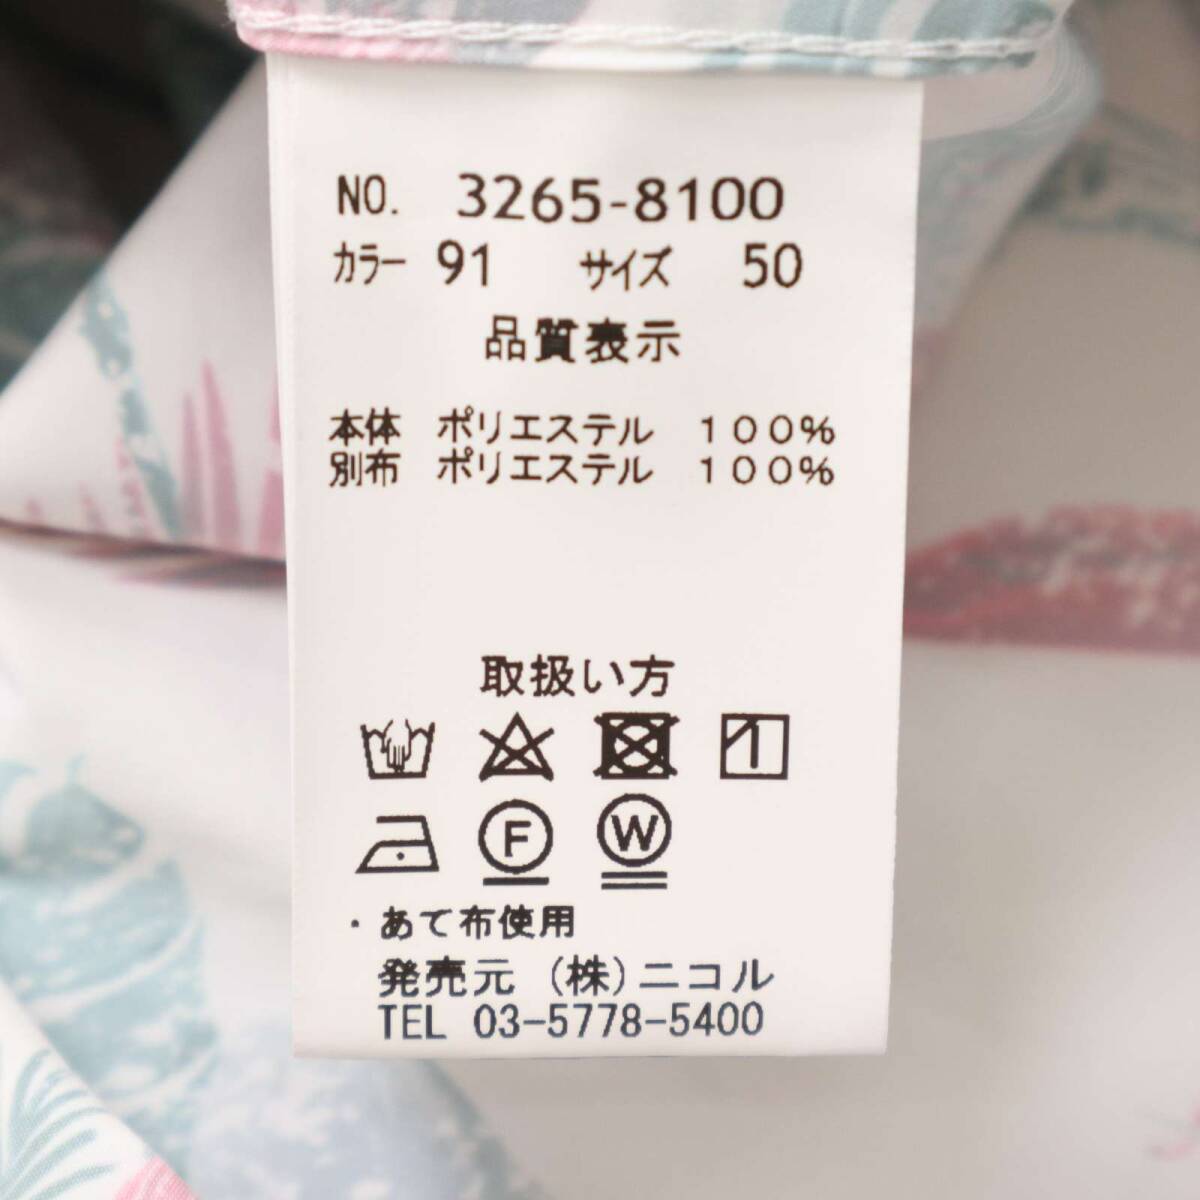 NO. 3265-8100
カラー 91 サイズ 50
品質表示
本体 ポリエステル 100%
別布 ポリエステル 100%
取扱い方
F W
・あて布使用
発売元 (株)ニコル
TEL 03-5778-5400